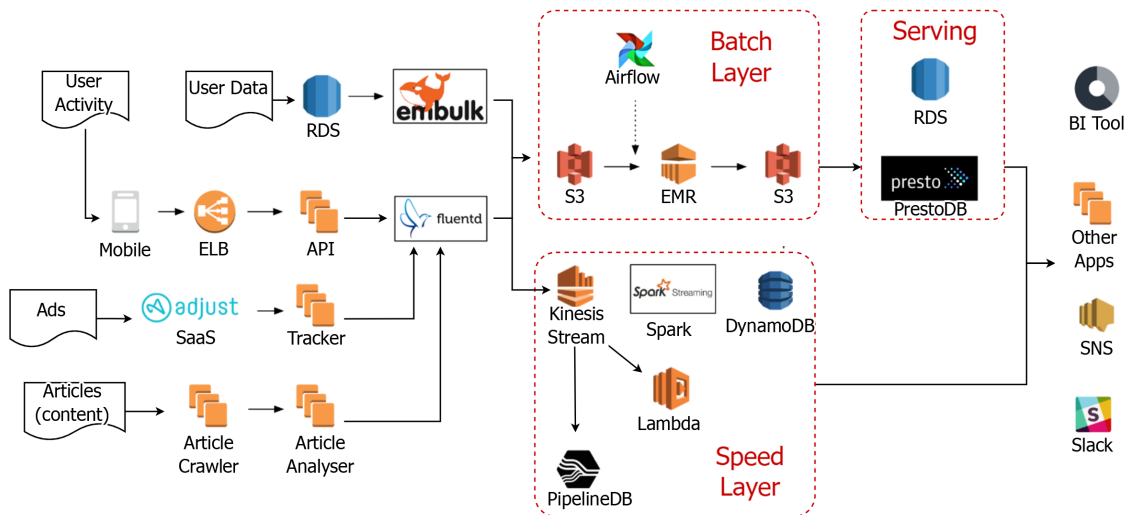 User
Activity
User Data
RDS
embulk
Airflow
Batch
Layer
Serving
RDS
BI Tool
S3
EMR
S3
presto
PrestoDB
Mobile
ELB
API
fluentd
Other
Apps
Ads
adjust
SaaS
Tracker
Kinesis
Stream
Spark Streaming
Spark
DynamoDB
SNS
Articles
(content)
Article
Crawler
Article
Analyser
Lambda
S
Slack
PipelineDB
Speed
Layer